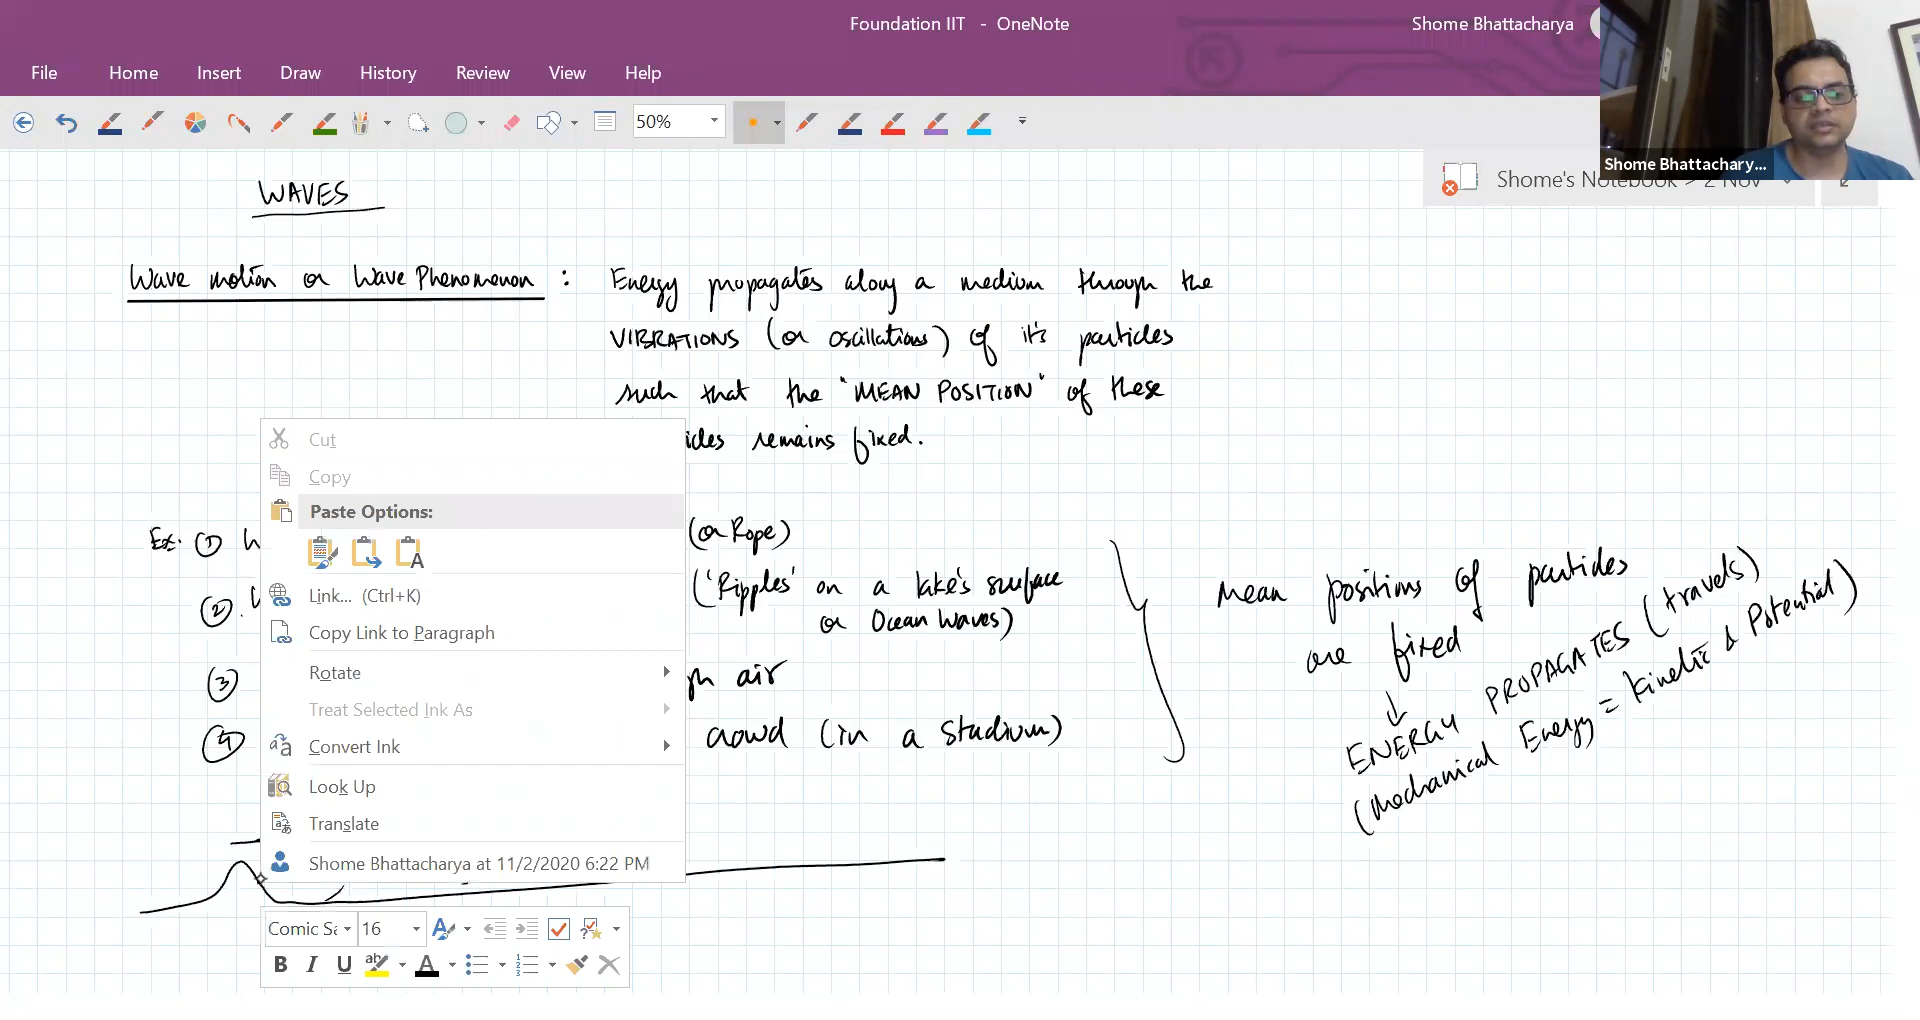 Foundation IIT - OneNote
Shome Bhattacharya
File Home Insert Draw History Review View Help
50%
Shome Bhattachary...
Shome's Notebook > 2 Nov
WAVES
Wave motion or Wave Phenomenon : Energy propagates along a medium through the
VIBRATIONS (or oscillations) of it's particles
such that the "MEAN POSITION" of these
icles remains fixed.
Cut
Copy
Paste Options:
Link... (Ctrl+K)
Copy Link to Paragraph
Rotate
Treat Selected Ink As
Convert Ink
Look Up
Translate
Shome Bhattacharya at 11/2/2020 6:22 PM
Ex: ① W (or Rope)
②. ('Ripples' on a lake's surface
or Ocean Waves)
③ gh air
④ crowd (in a stadium)
Mean positions of particles
are fixed
ENERGY PROPAGATES (travels)
(Mechanical Energy = Kinetic & Potential)
Comic Sa 16
B I U ab A